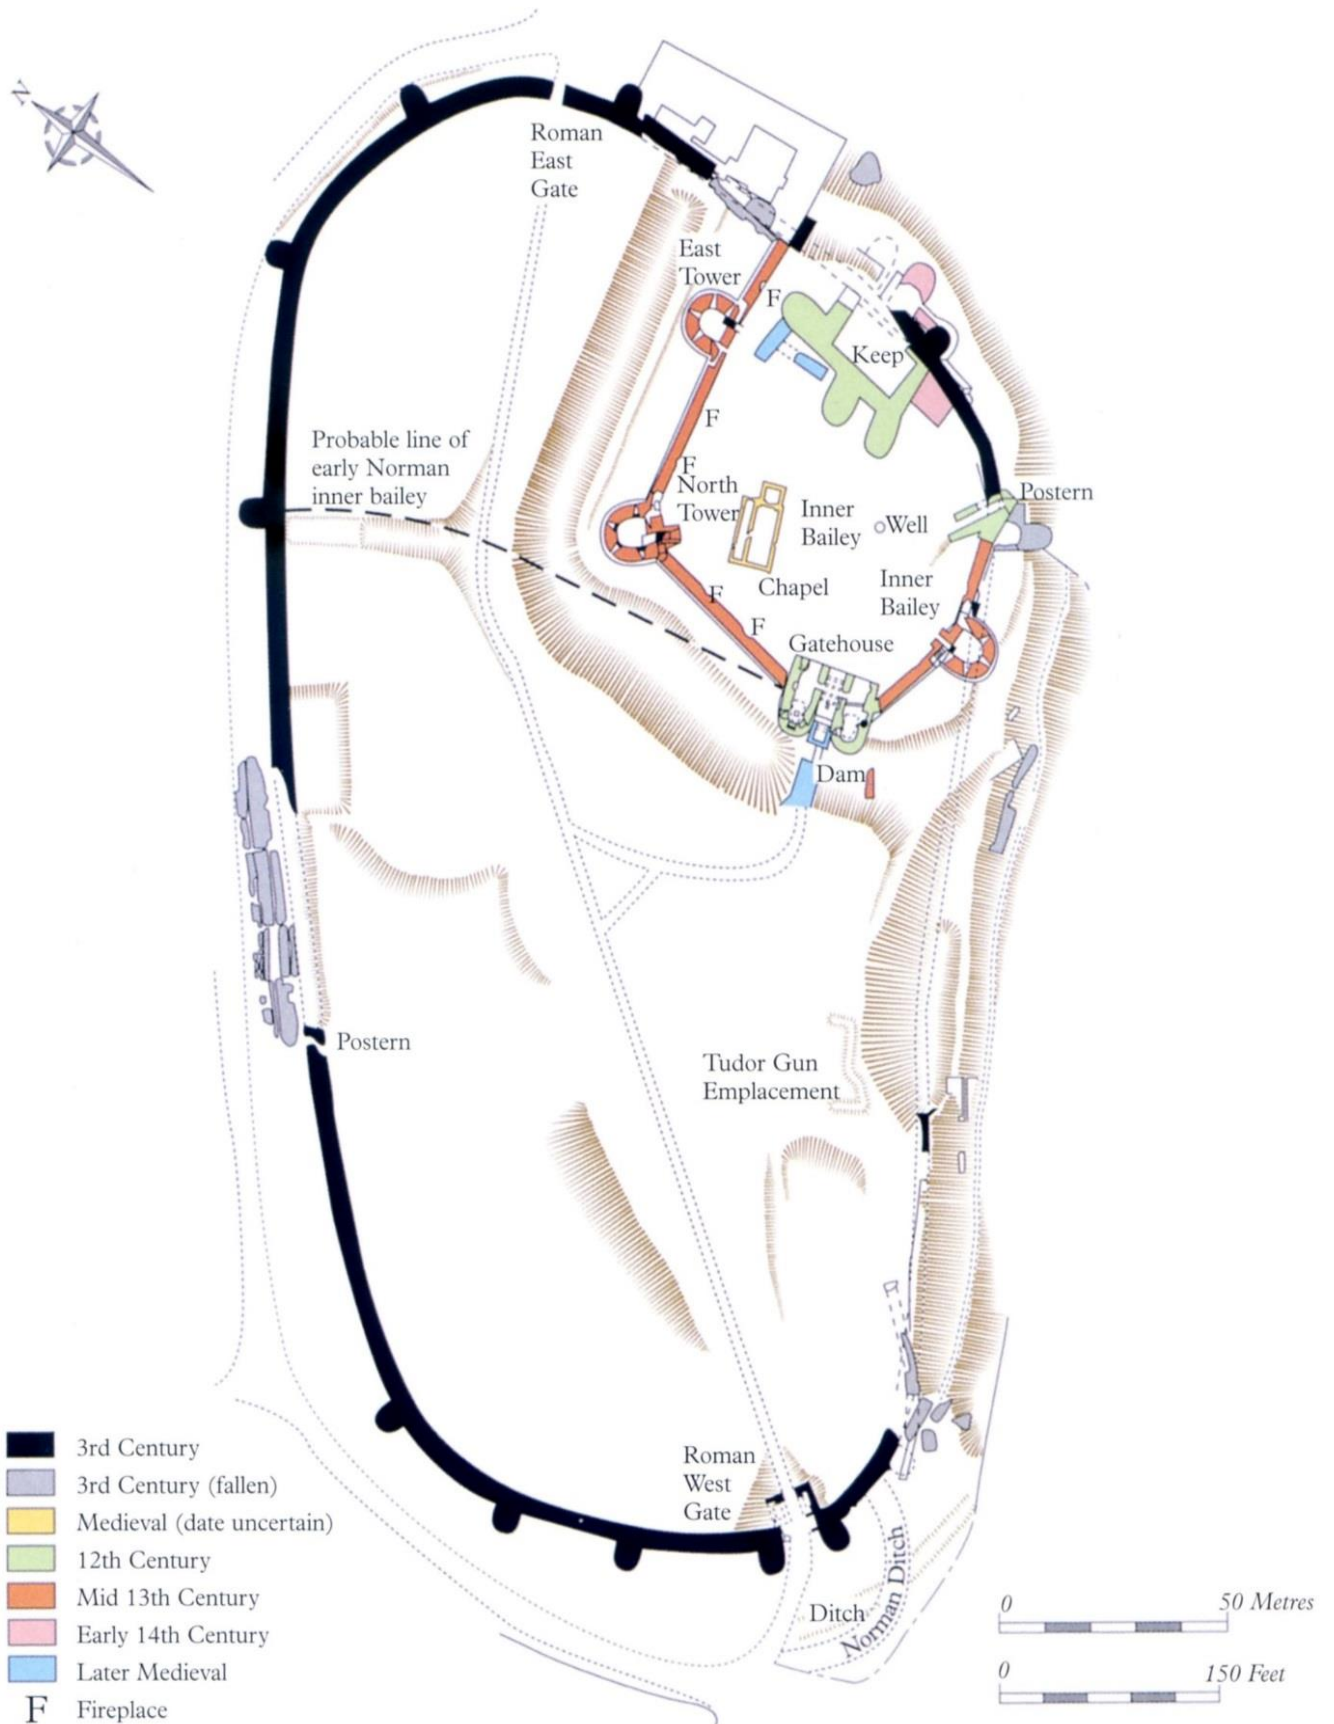 N
Roman
East
Gate
East
Tower
F
Keep
F
Probable line of
early Norman
inner bailey
F
North
Tower
Inner
Bailey
Well
Postern
Chapel
Inner
Bailey
F
F
Gatehouse
Dam
Postern
Tudor Gun
Emplacement
Roman
West
Gate
Ditch
Norman Ditch
3rd Century
3rd Century (fallen)
Medieval (date uncertain)
12th Century
Mid 13th Century
Early 14th Century
Later Medieval
F Fireplace
0 50 Metres
0 150 Feet